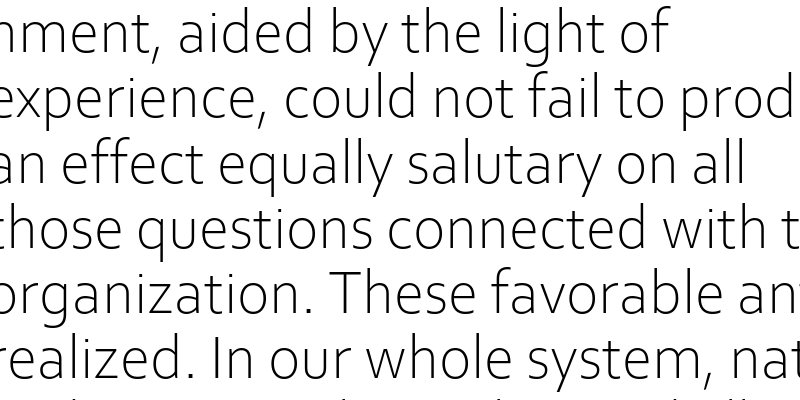 nment, aided by the light of
experience, could not fail to prod
an effect equally salutary on all
those questions connected with t
organization. These favorable an
realized. In our whole system, nat